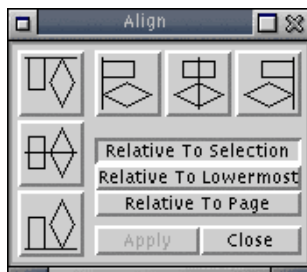 Align
Relative To Selection
Relative To Lowermost
Relative To Page
Apply Close